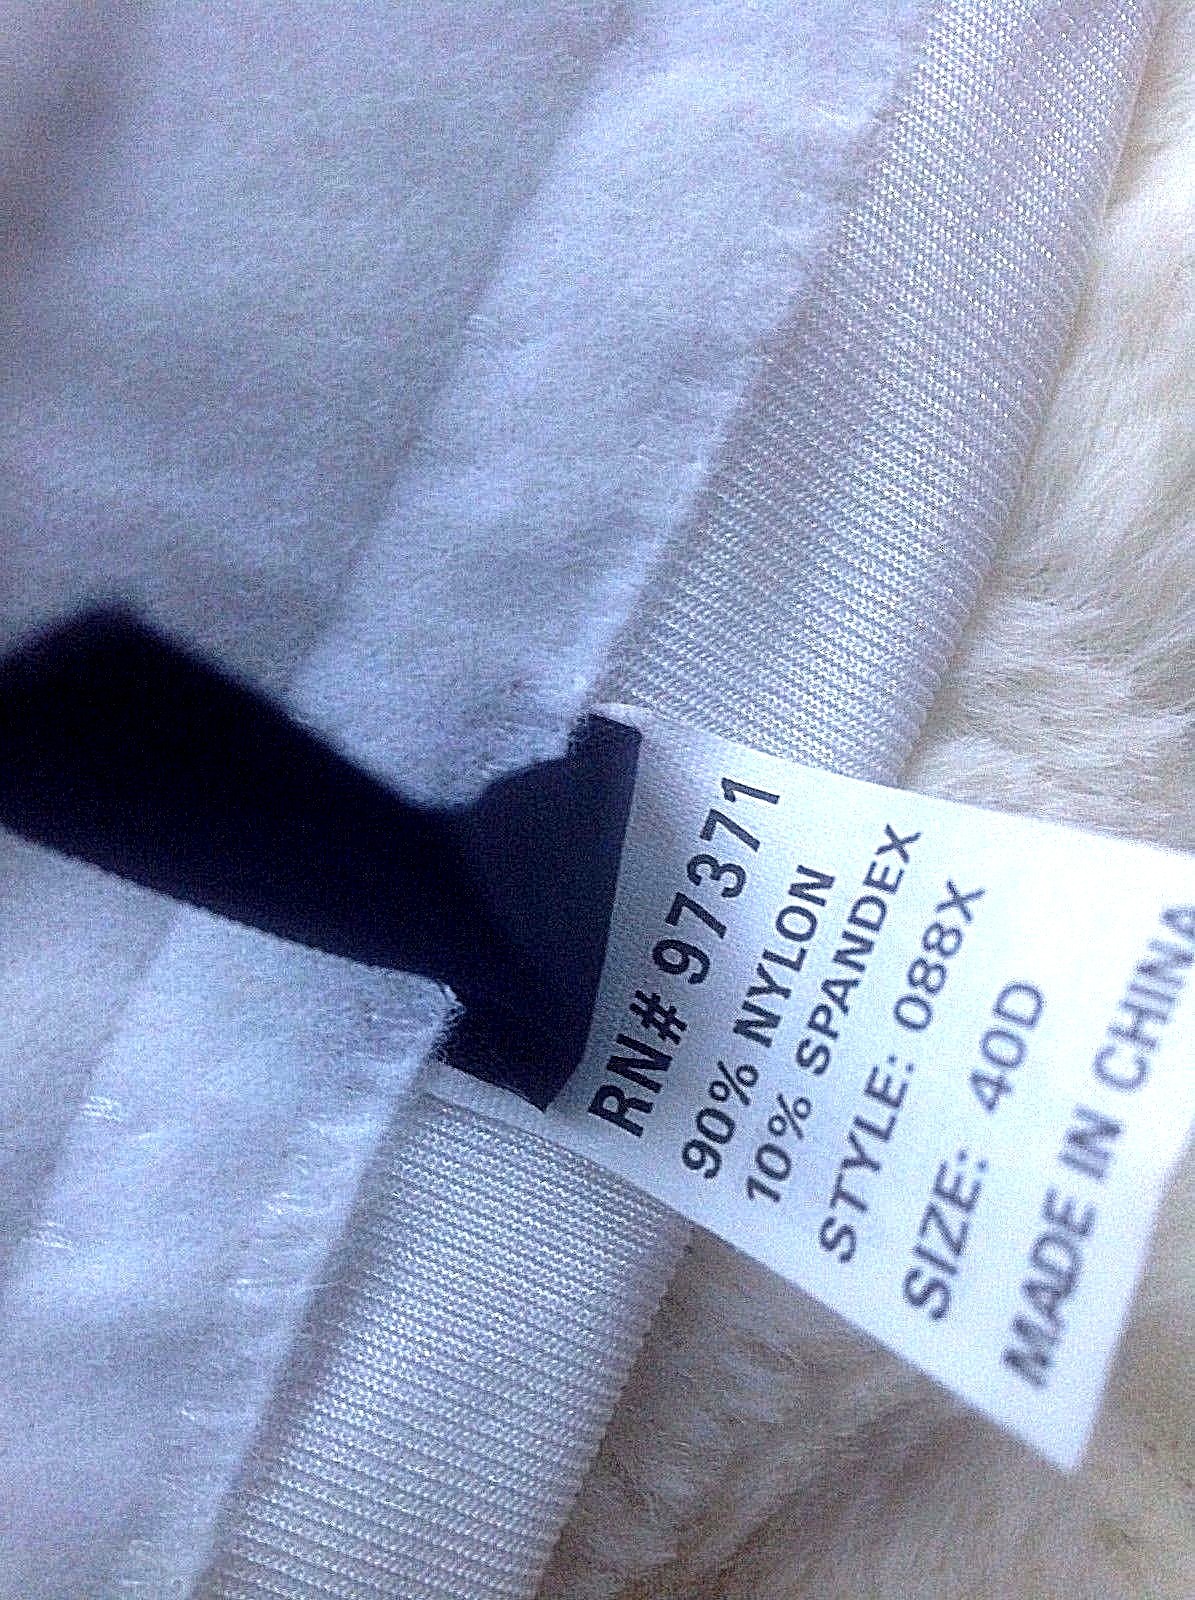 RN# 97371
90% NYLON
10% SPANDEX
STYLE: 088X
SIZE: 40D
MADE IN CHINA